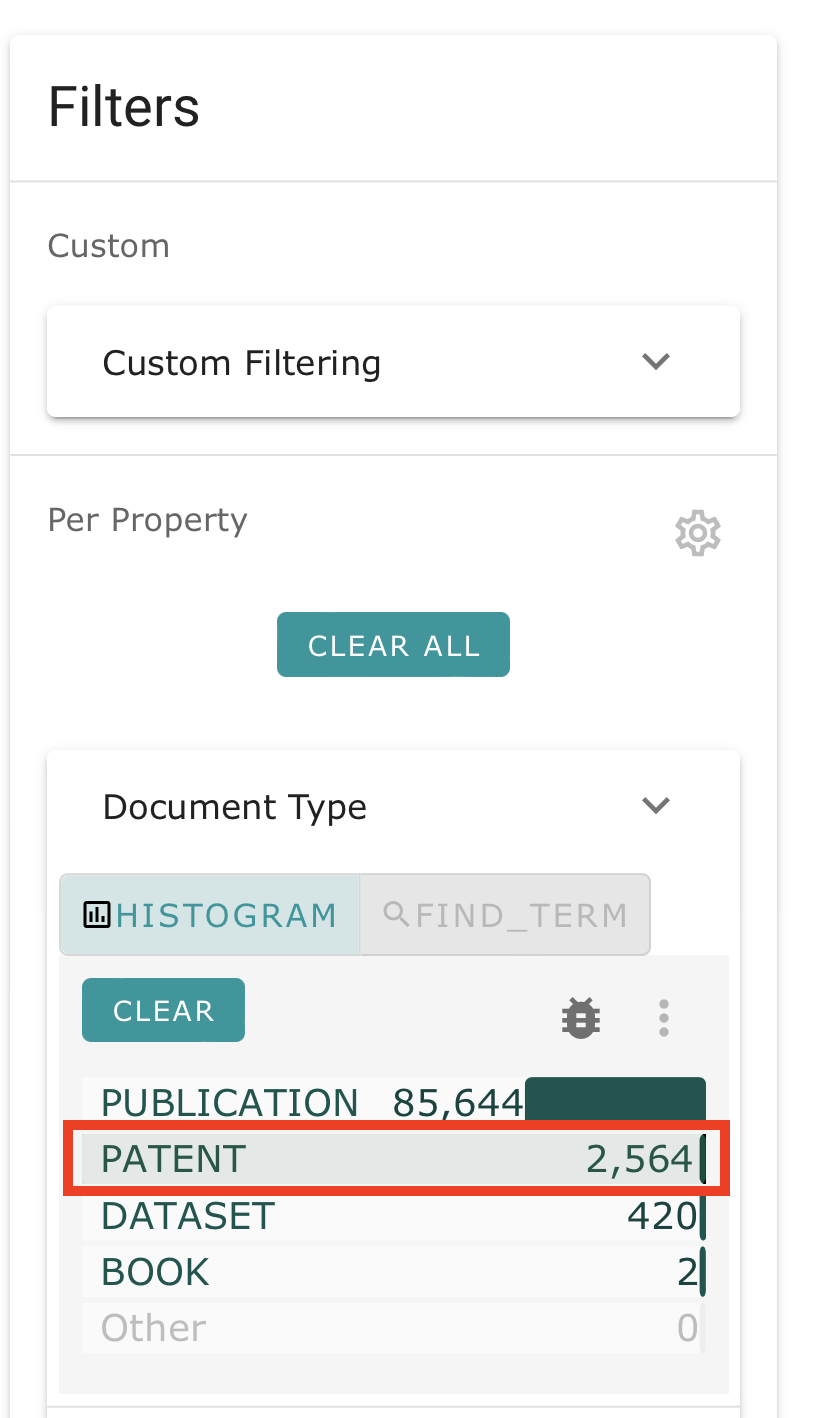 Filters
Custom
Custom Filtering
Per Property
CLEAR ALL
Document Type
HISTOGRAM FIND_TERM
CLEAR
PUBLICATION 85,644
PATENT 2,564
DATASET 420
BOOK 2
Other 0